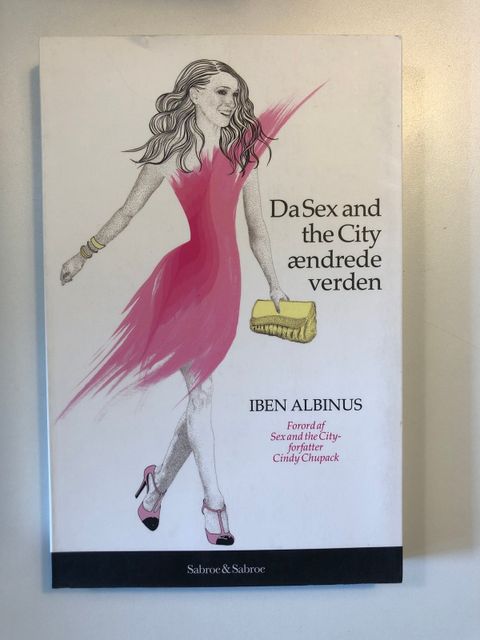 Da Sex and
the City
ændrede
verden
IBEN ALBINUS
Forord af
Sex and the City-
forfatter
Cindy Chupack
Sabroe & Sabroe